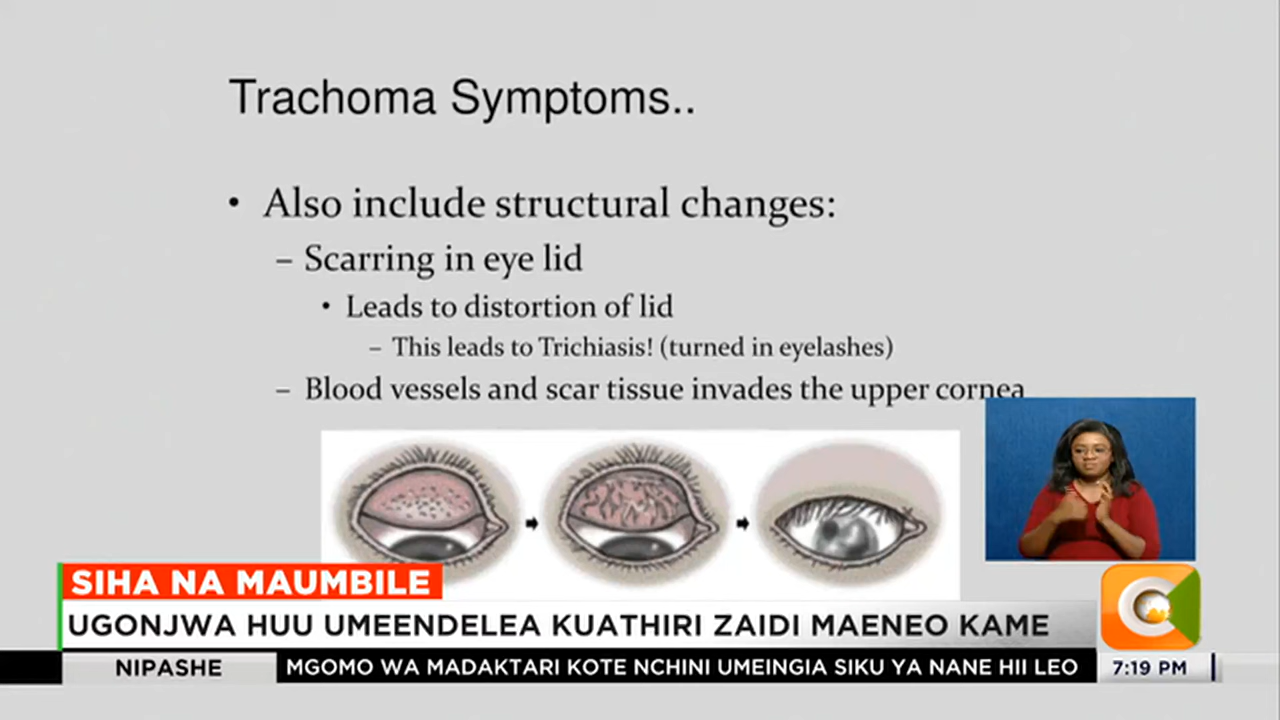 Trachoma Symptoms..
• Also include structural changes:
– Scarring in eye lid
• Leads to distortion of lid
– This leads to Trichiasis! (turned in eyelashes)
– Blood vessels and scar tissue invades the upper cornea
SIHA NA MAUMBILE
UGONJWA HUU UMEENDELEA KUATHIRI ZAIDI MAENEO KAME
NIPASHE MGOMO WA MADAKTARI KOTE NCHINI UMEINGIA SIKU YA NANE HII LEO 7:19 PM